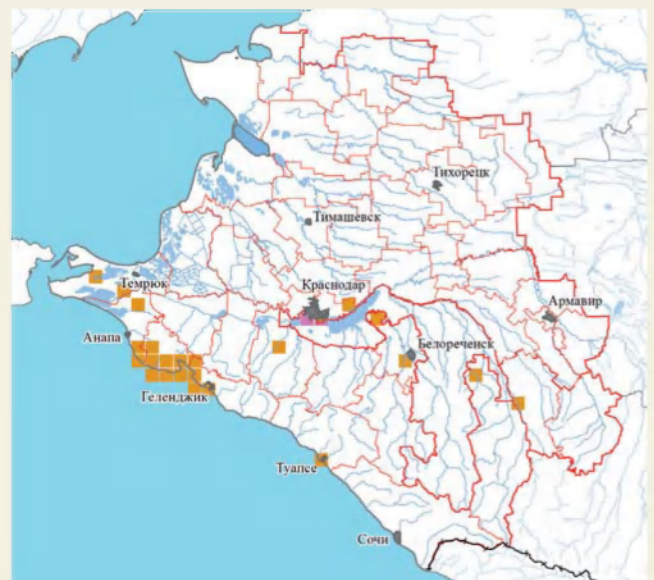 Тихорецк
Тимашевск
Темрюк
Краснодар
Армавир
Анапа
Белореченск
Геленджик
Туапсе
Сочи